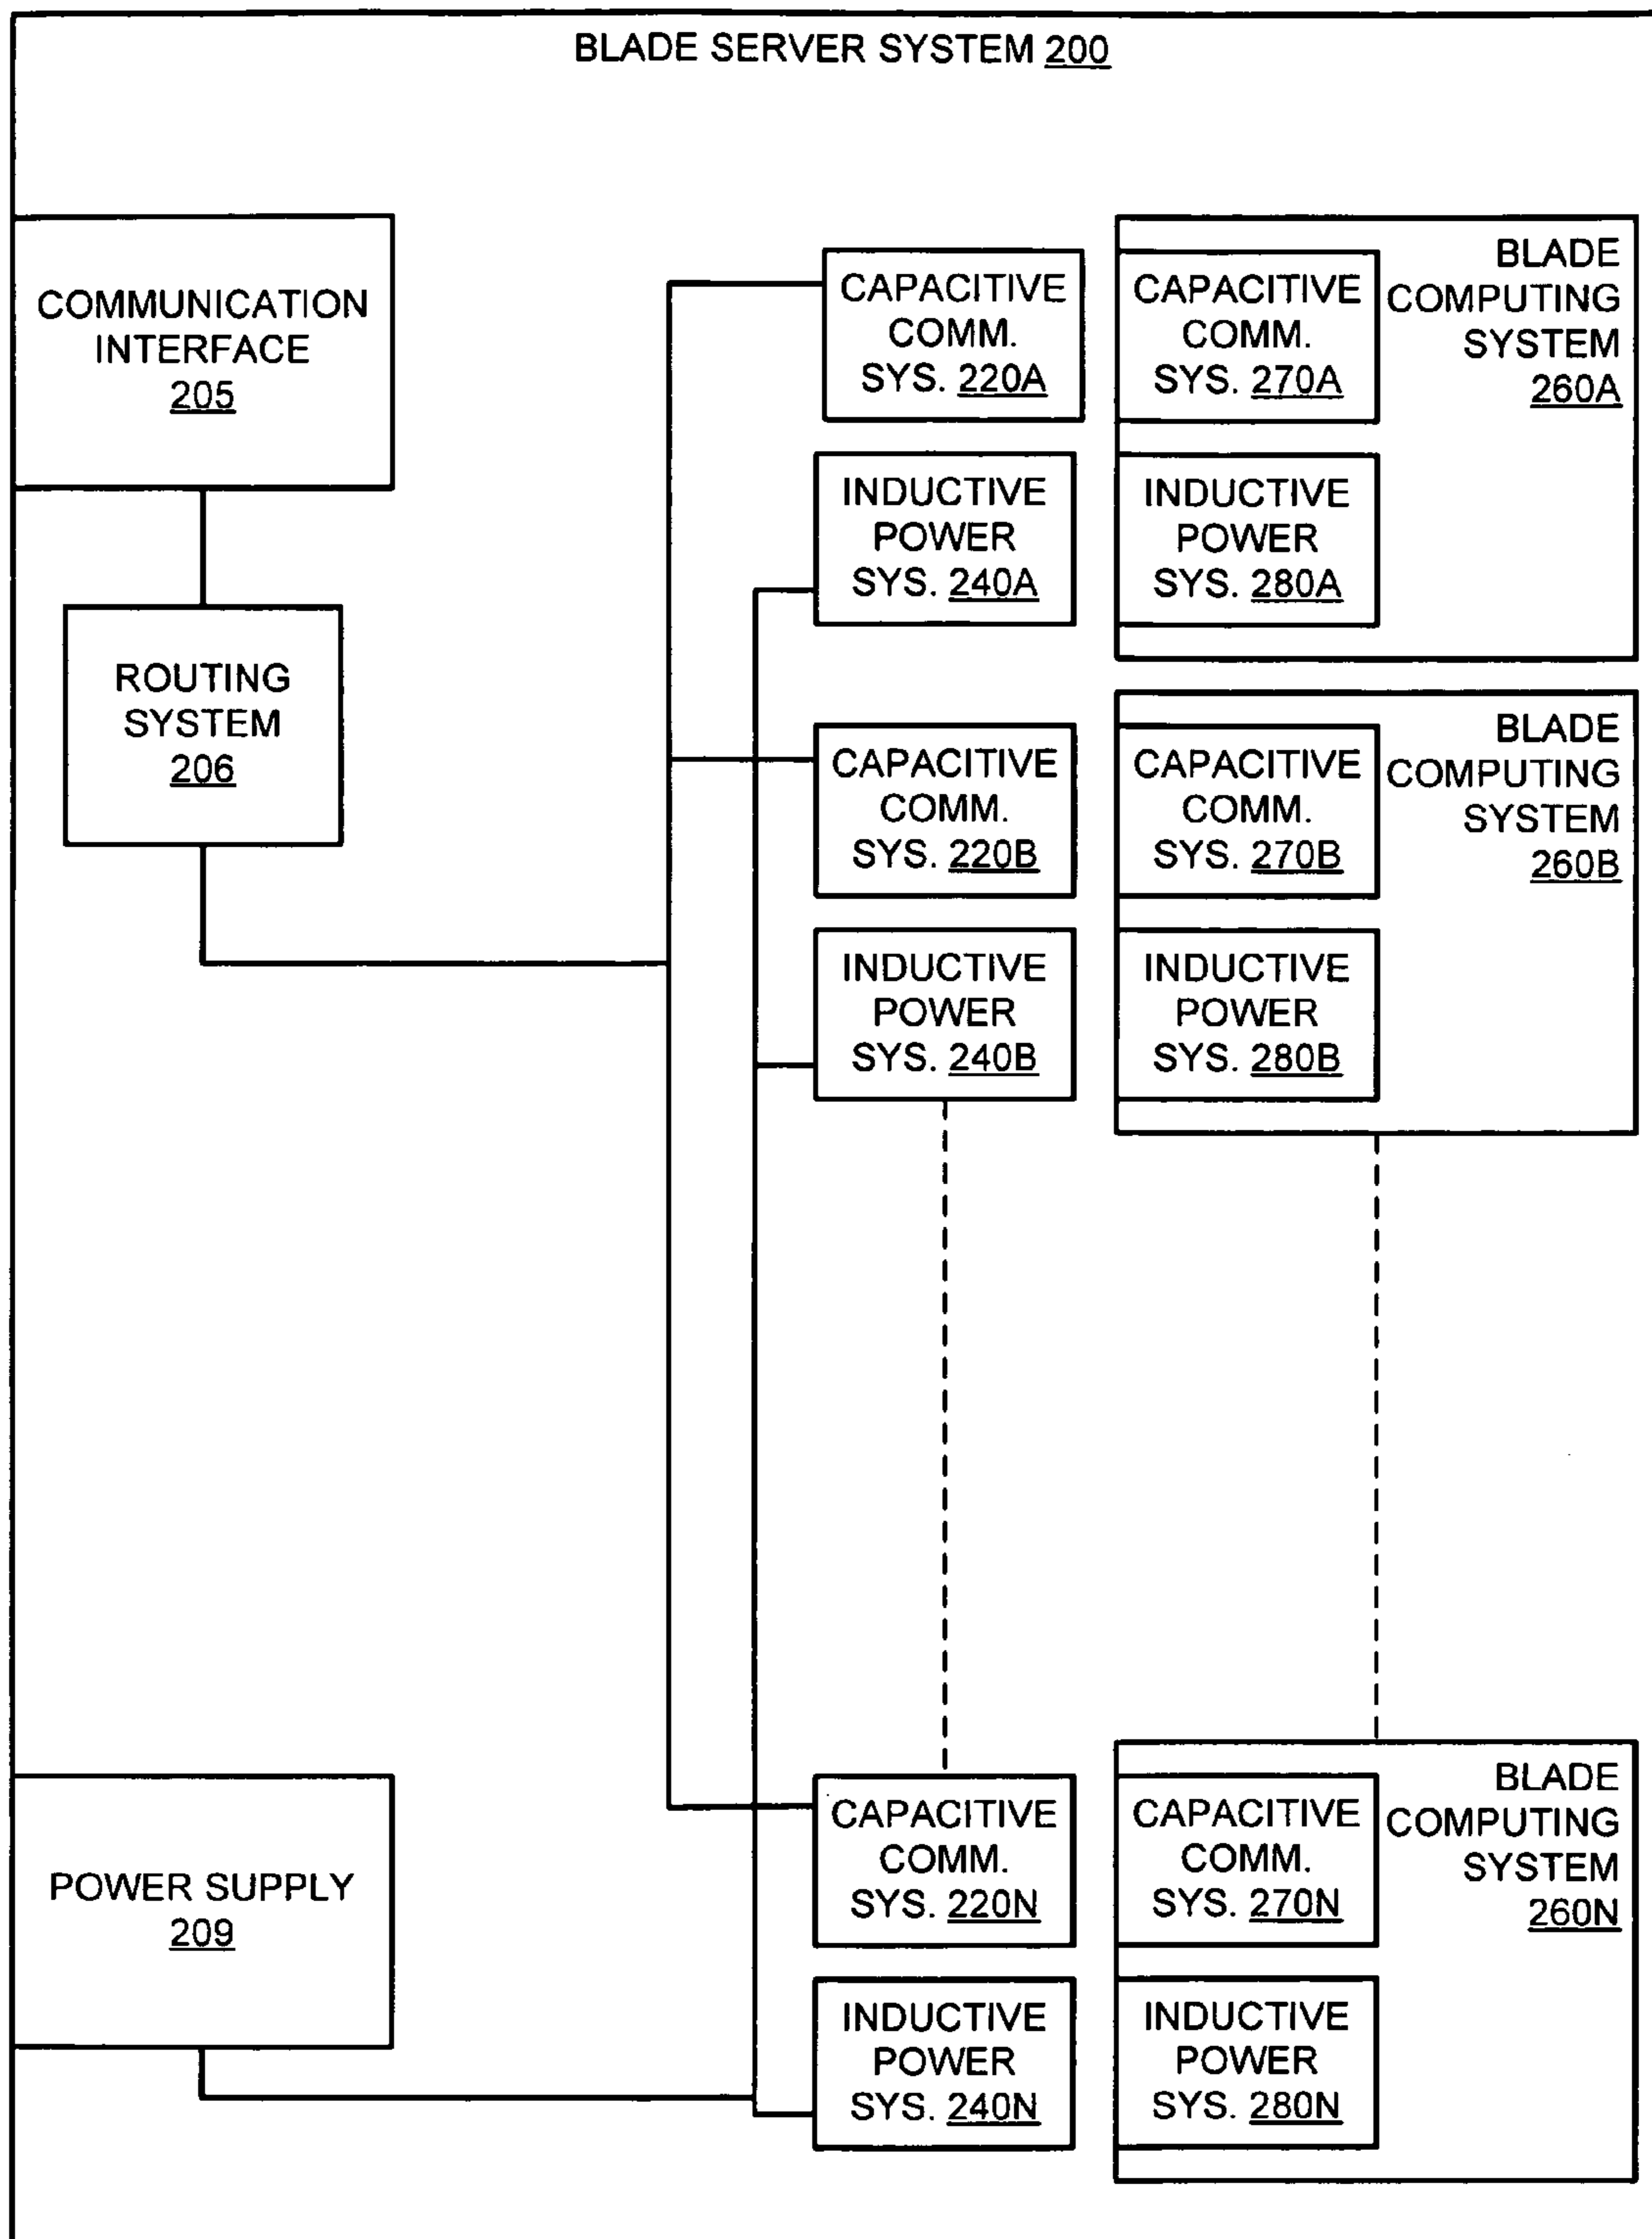 BLADE SERVER SYSTEM 200
COMMUNICATION
INTERFACE
205
ROUTING
SYSTEM
206
POWER SUPPLY
209
CAPACITIVE
COMM.
SYS. 220A
INDUCTIVE
POWER
SYS. 240A
CAPACITIVE
COMM.
SYS. 270A
INDUCTIVE
POWER
SYS. 280A
BLADE
COMPUTING
SYSTEM
260A
CAPACITIVE
COMM.
SYS. 220B
INDUCTIVE
POWER
SYS. 240B
CAPACITIVE
COMM.
SYS. 270B
INDUCTIVE
POWER
SYS. 280B
BLADE
COMPUTING
SYSTEM
260B
CAPACITIVE
COMM.
SYS. 220N
INDUCTIVE
POWER
SYS. 240N
CAPACITIVE
COMM.
SYS. 270N
INDUCTIVE
POWER
SYS. 280N
BLADE
COMPUTING
SYSTEM
260N